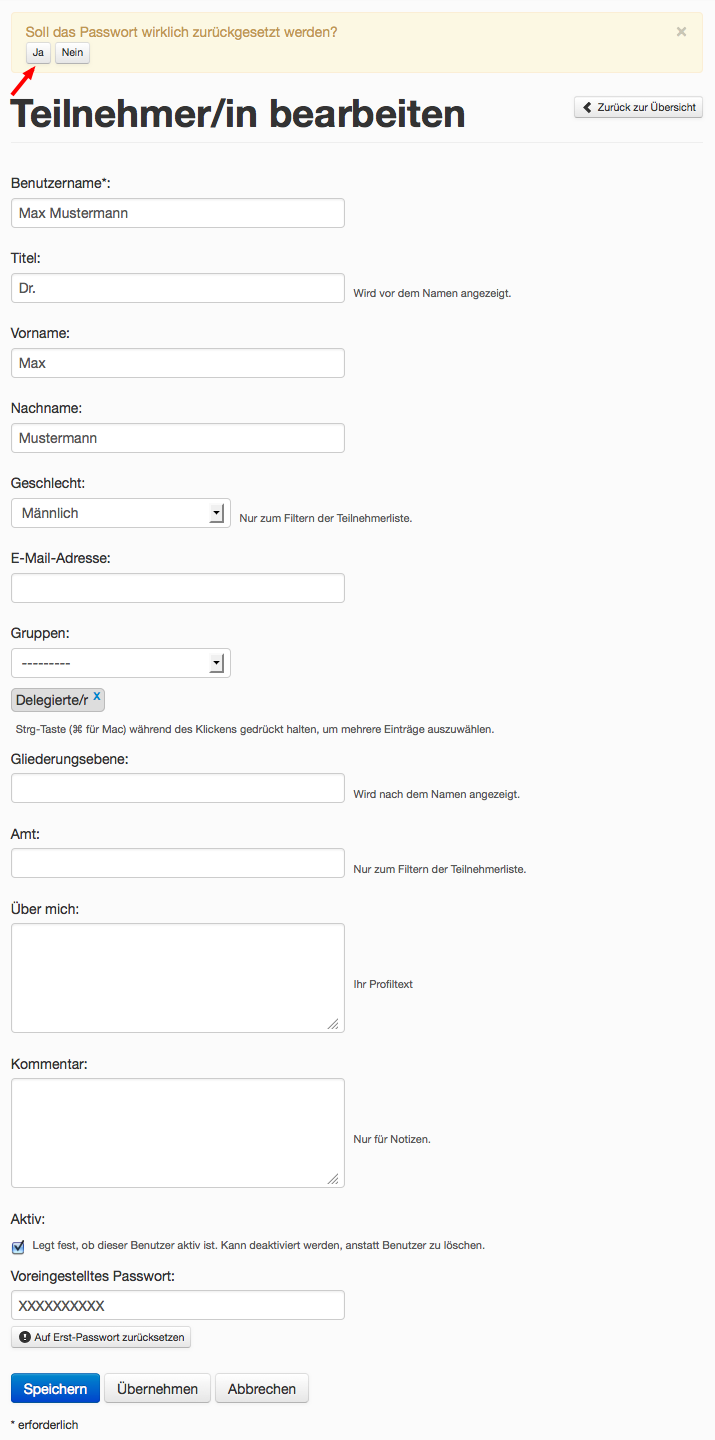 Soll das Passwort wirklich zurückgesetzt werden?
×
Ja Nein
Teilnehmer/in bearbeiten
Zurück zur Übersicht
Benutzername*:
Max Mustermann
Titel:
Dr.
Wird vor dem Namen angezeigt.
Vorname:
Max
Nachname:
Mustermann
Geschlecht:
Männlich
Nur zum Filtern der Teilnehmerliste.
E-Mail-Adresse:
Gruppen:
---------
Delegierte/r x
Strg-Taste (⌘ für Mac) während des Klickens gedrückt halten, um mehrere Einträge auszuwählen.
Gliederungsebene:
Wird nach dem Namen angezeigt.
Amt:
Nur zum Filtern der Teilnehmerliste.
Über mich:
Ihr Profiltext
Kommentar:
Nur für Notizen.
Aktiv:
Legt fest, ob dieser Benutzer aktiv ist. Kann deaktiviert werden, anstatt Benutzer zu löschen.
Voreingestelltes Passwort:
XXXXXXXXXX
Auf Erst-Passwort zurücksetzen
Speichern Übernehmen Abbrechen
* erforderlich